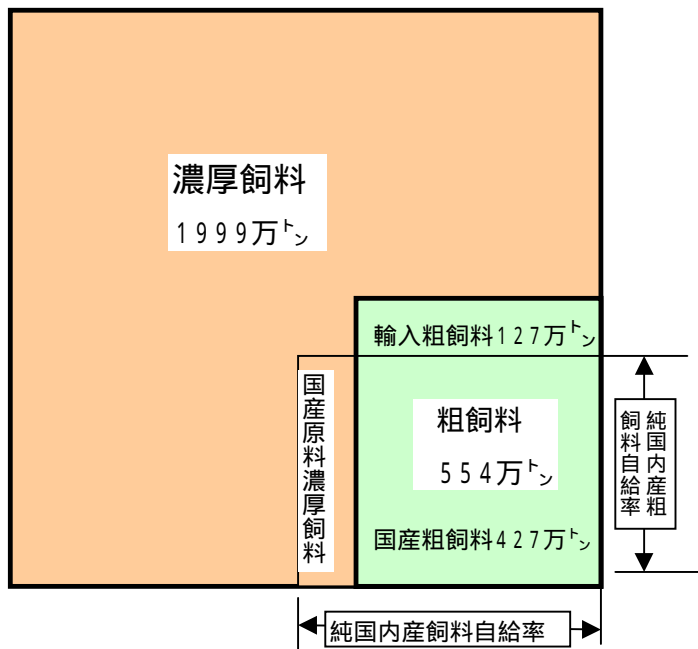 濃厚飼料
1999万トン
輸入粗飼料127万トン
国産原料濃厚飼料
粗飼料
554万トン
国産粗飼料427万トン
純国内産粗
飼料自給率
純国内産飼料自給率